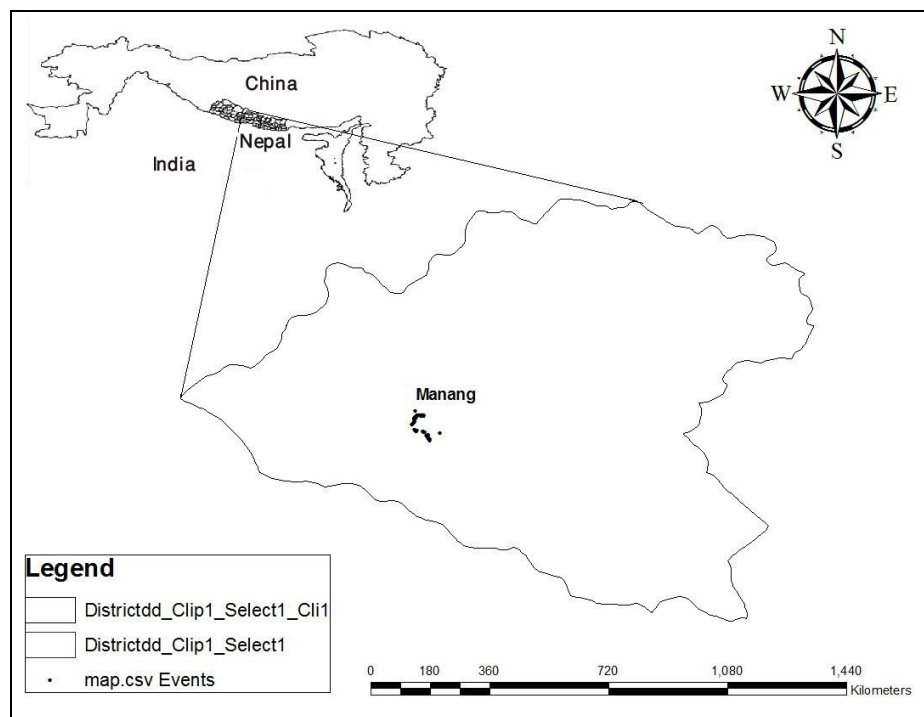 N
China
W E
Nepal
S
India
Manang
Legend
Districtdd_Clip1_Select1_Cli1
Districtdd_Clip1_Select1
map.csv Events
0 180 360 720 1,080 1,440
Kilometers